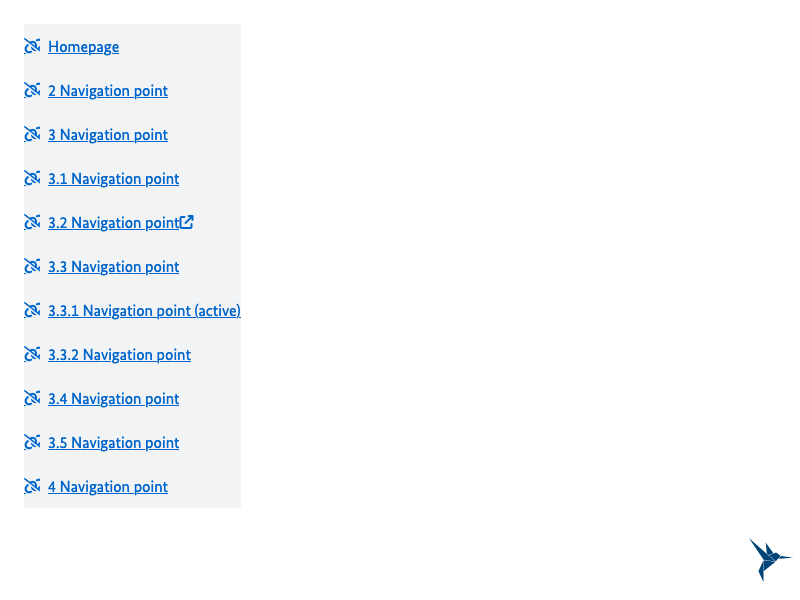 Homepage
2 Navigation point
3 Navigation point
3.1 Navigation point
3.2 Navigation point
3.3 Navigation point
3.3.1 Navigation point (active)
3.3.2 Navigation point
3.4 Navigation point
3.5 Navigation point
4 Navigation point